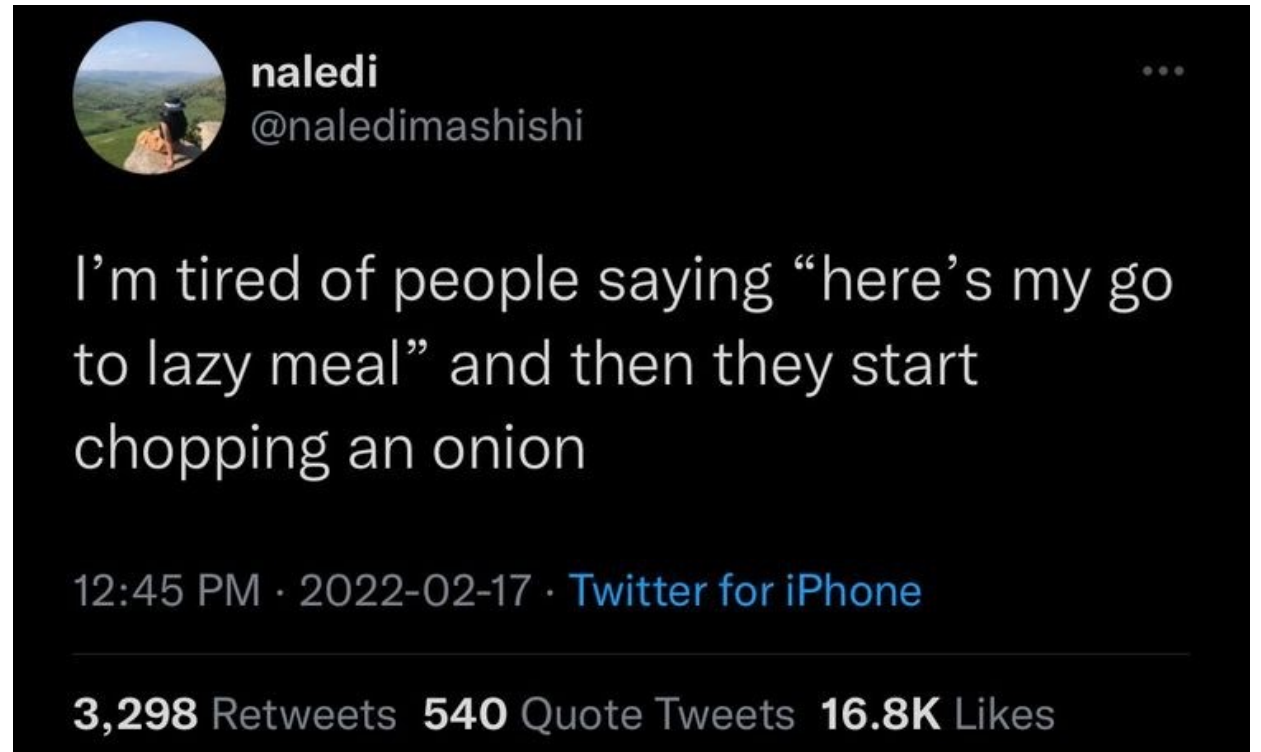 naledi
@naledimashishi
I’m tired of people saying “here’s my go
to lazy meal” and then they start
chopping an onion
12:45 PM · 2022-02-17 · Twitter for iPhone
3,298 Retweets 540 Quote Tweets 16.8K Likes